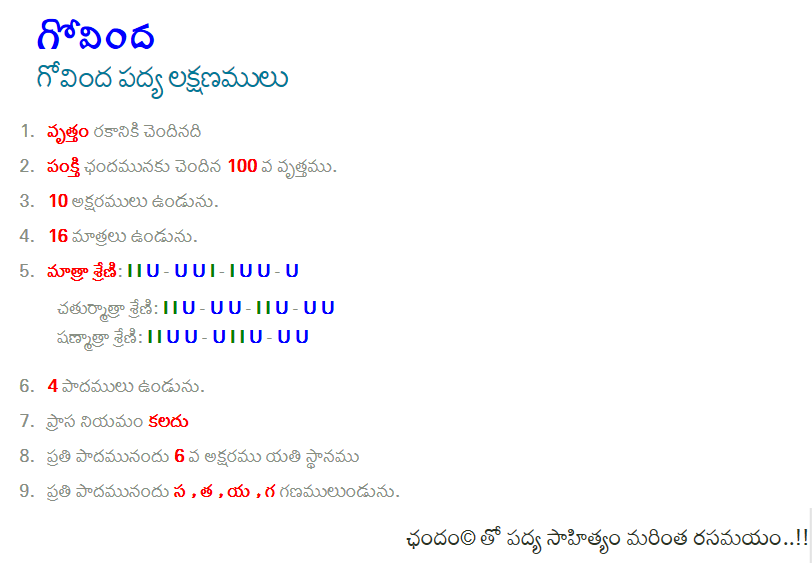 గోవింద
గోవింద పద్య లక్షణములు
1. వృత్తం రకానికి చెందినది
2. పంక్తి ఛందమునకు చెందిన 100 వ వృత్తము.
3. 10 అక్షరములు ఉండును.
4. 16 మాత్రలు ఉండును.
5. మాత్రా శ్రేణి: I I U - U U I - I U U - U
చతుర్మాత్రా శ్రేణి: I I U - U U - I I U - U U
షణ్మాత్రా శ్రేణి: I I U U - U I I U - U U
6. 4 పాదములు ఉండును.
7. ప్రాస నియమం కలదు
8. ప్రతి పాదమునందు 6 వ అక్షరము యతి స్థానము
9. ప్రతి పాదమునందు స , త , య , గ గణములుండును.
ఛందం© తో పద్య సాహిత్యం మరింత రసమయం..!!